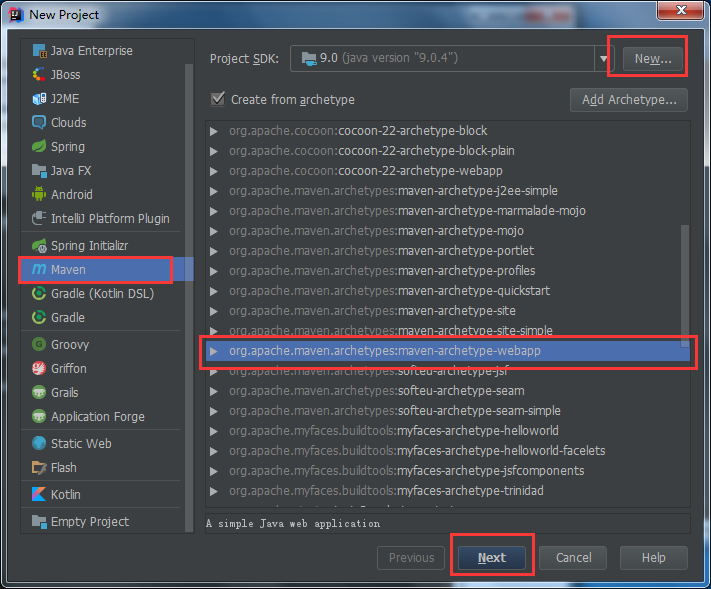 New Project
Java Enterprise
JBoss
J2ME
Clouds
Spring
Java FX
Android
IntelliJ Platform Plugin
Spring Initializr
Maven
Gradle (Kotlin DSL)
Gradle
Groovy
Griffon
Grails
Application Forge
Static Web
Flash
Kotlin
Empty Project
Project SDK: 9.0 (java version "9.0.4") New...
Create from archetype Add Archetype...
org.apache.cocoon:cocoon-22-archetype-block
org.apache.cocoon:cocoon-22-archetype-block-plain
org.apache.cocoon:cocoon-22-archetype-webapp
org.apache.maven.archetypes:maven-archetype-j2ee-simple
org.apache.maven.archetypes:maven-archetype-marmalade-mojo
org.apache.maven.archetypes:maven-archetype-mojo
org.apache.maven.archetypes:maven-archetype-portlet
org.apache.maven.archetypes:maven-archetype-profiles
org.apache.maven.archetypes:maven-archetype-quickstart
org.apache.maven.archetypes:maven-archetype-site
org.apache.maven.archetypes:maven-archetype-site-simple
org.apache.maven.archetypes:maven-archetype-webapp
org.apache.maven.archetypes:softeu-archetype-jsf
org.apache.maven.archetypes:softeu-archetype-seam
org.apache.maven.archetypes:softeu-archetype-seam-simple
org.apache.myfaces.buildtools:myfaces-archetype-helloworld
org.apache.myfaces.buildtools:myfaces-archetype-helloworld-facelets
org.apache.myfaces.buildtools:myfaces-archetype-jsfcomponents
org.apache.myfaces.buildtools:myfaces-archetype-trinidad
A simple Java web application
Previous Next Cancel Help